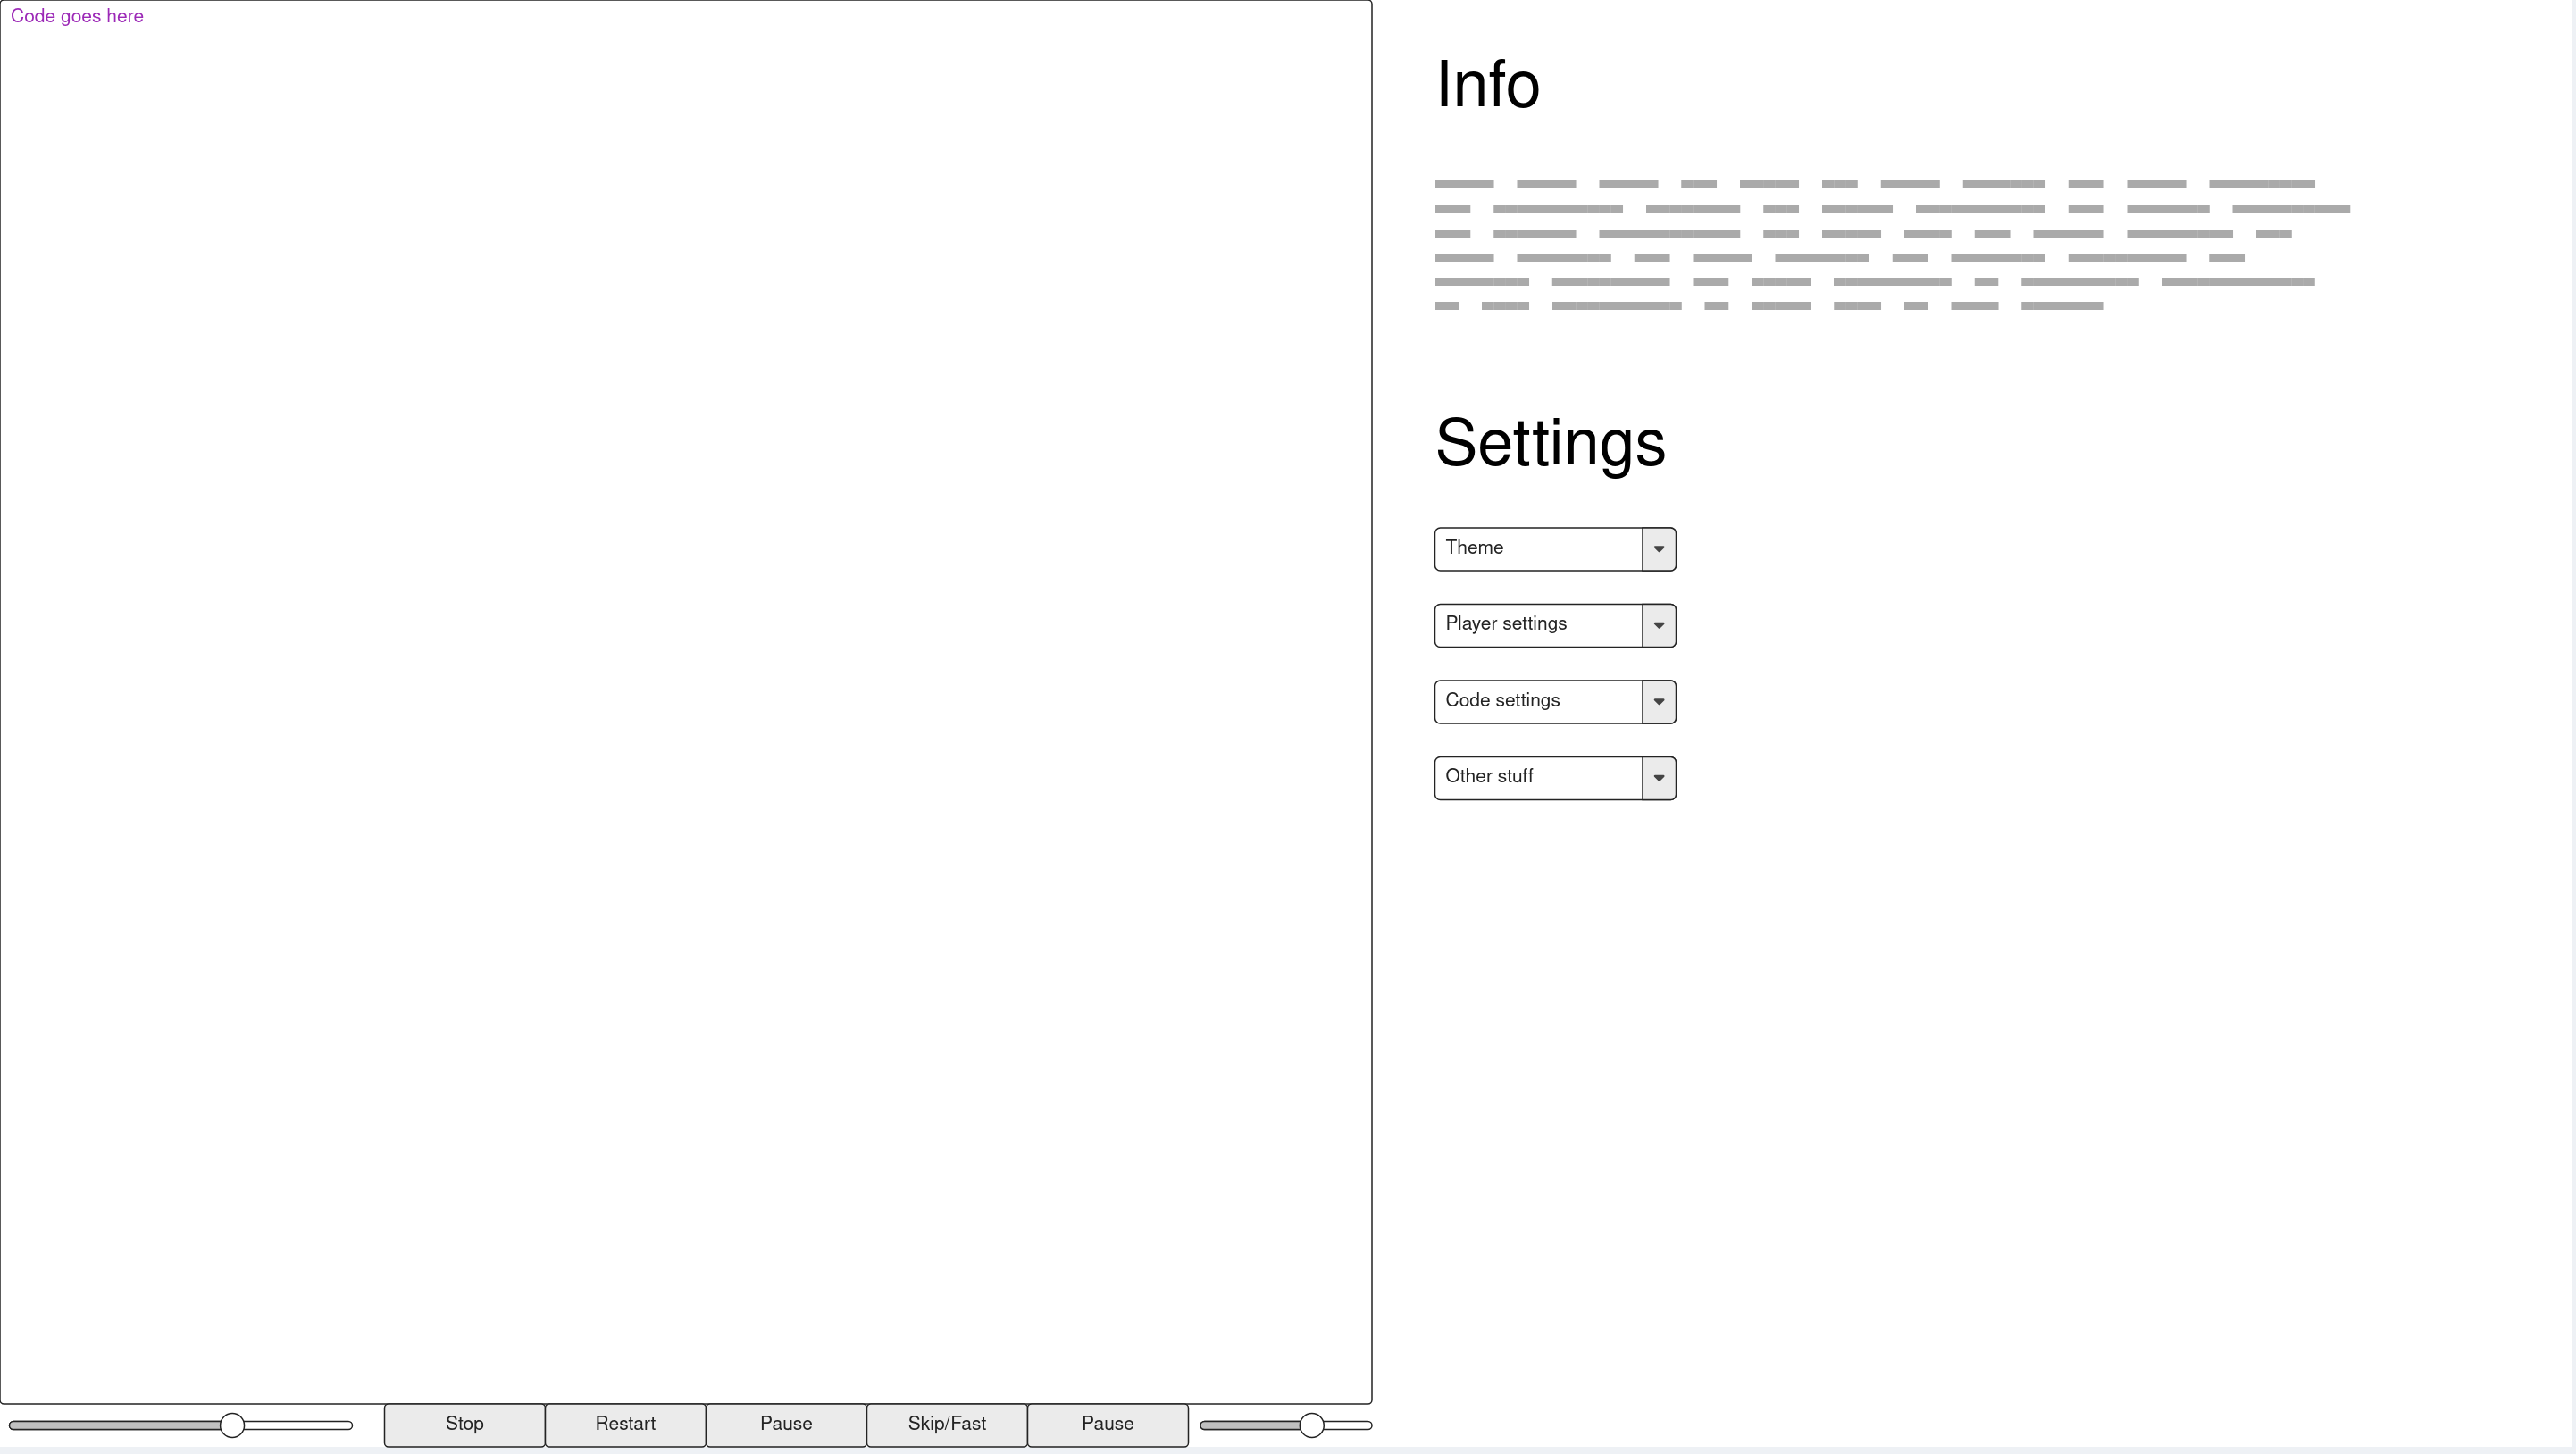 Code goes here
Info
Settings
Theme
Player settings
Code settings
Other stuff
Stop
Restart
Pause
Skip/Fast
Pause